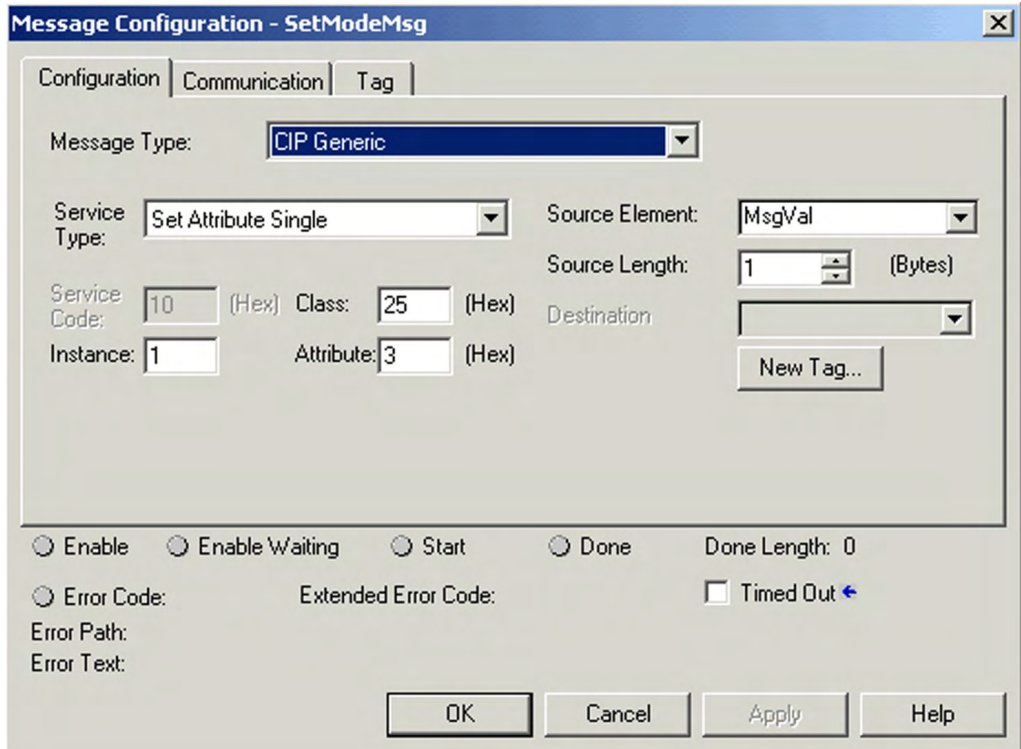 Message Configuration - SetModeMsg
Configuration Communication Tag
Message Type: CIP Generic
Service Type: Set Attribute Single Source Element: MsgVal
Source Length: 1 (Bytes)
Service Code: 10 (Hex) Class: 25 (Hex) Destination
Instance: 1 Attribute: 3 (Hex)
New Tag...
Enable Enable Waiting Start Done Done Length: 0
Error Code: Extended Error Code: Timed Out
Error Path:
Error Text:
OK Cancel Apply Help